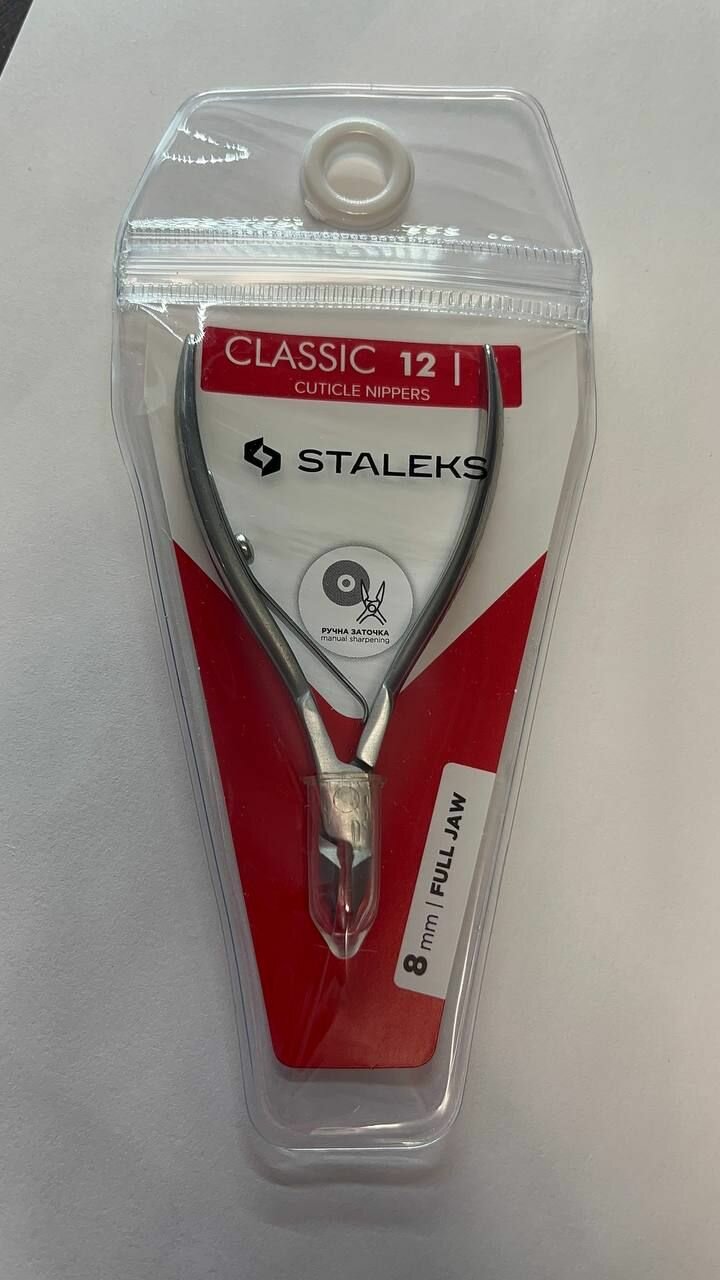 CLASSIC 12 |
CUTICLE NIPPERS
STALEKS
РУЧНА ЗАТОЧКА
manual sharpening
8 mm | FULL JAW